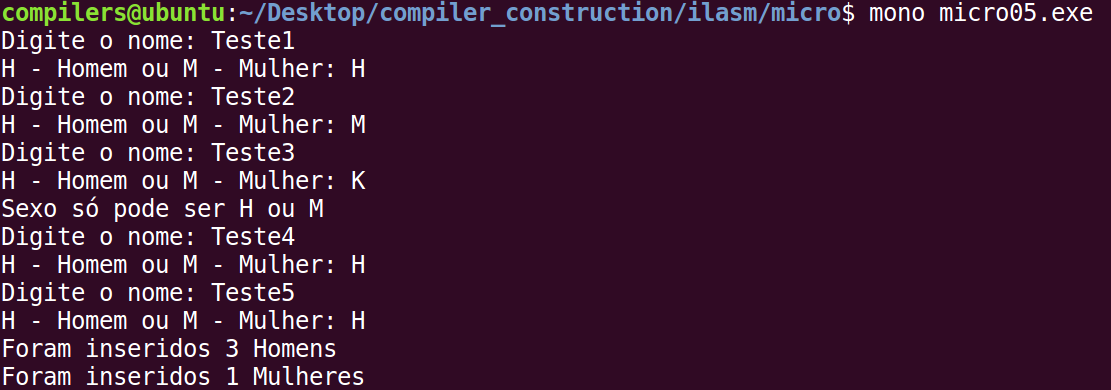 compilers@ubuntu:~/Desktop/compiler_construction/ilasm/micro$ mono micro05.exe
Digite o nome: Teste1
H - Homem ou M - Mulher: H
Digite o nome: Teste2
H - Homem ou M - Mulher: M
Digite o nome: Teste3
H - Homem ou M - Mulher: K
Sexo só pode ser H ou M
Digite o nome: Teste4
H - Homem ou M - Mulher: H
Digite o nome: Teste5
H - Homem ou M - Mulher: H
Foram inseridos 3 Homens
Foram inseridos 1 Mulheres